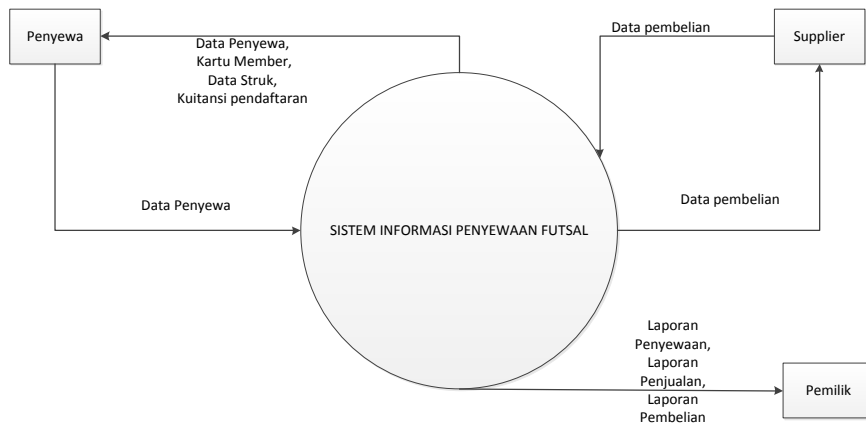 Penyewa
Data Penyewa,
Kartu Member,
Data Struk,
Kuitansi pendaftaran
Data pembelian
Supplier
Data Penyewa
SISTEM INFORMASI PENYEWAAN FUTSAL
Data pembelian
Laporan
Penyewaan,
Laporan
Penjualan,
Laporan
Pembelian
Pemilik